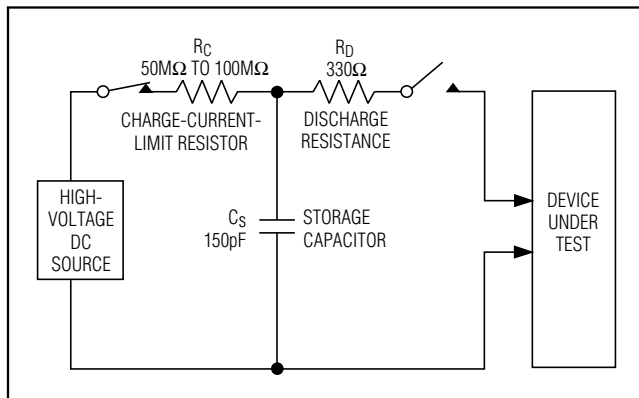 RC
50MΩ TO 100MΩ
CHARGE-CURRENT-
LIMIT RESISTOR
RD
330Ω
DISCHARGE
RESISTANCE
HIGH-
VOLTAGE
DC
SOURCE
CS
150pF
STORAGE
CAPACITOR
DEVICE
UNDER
TEST